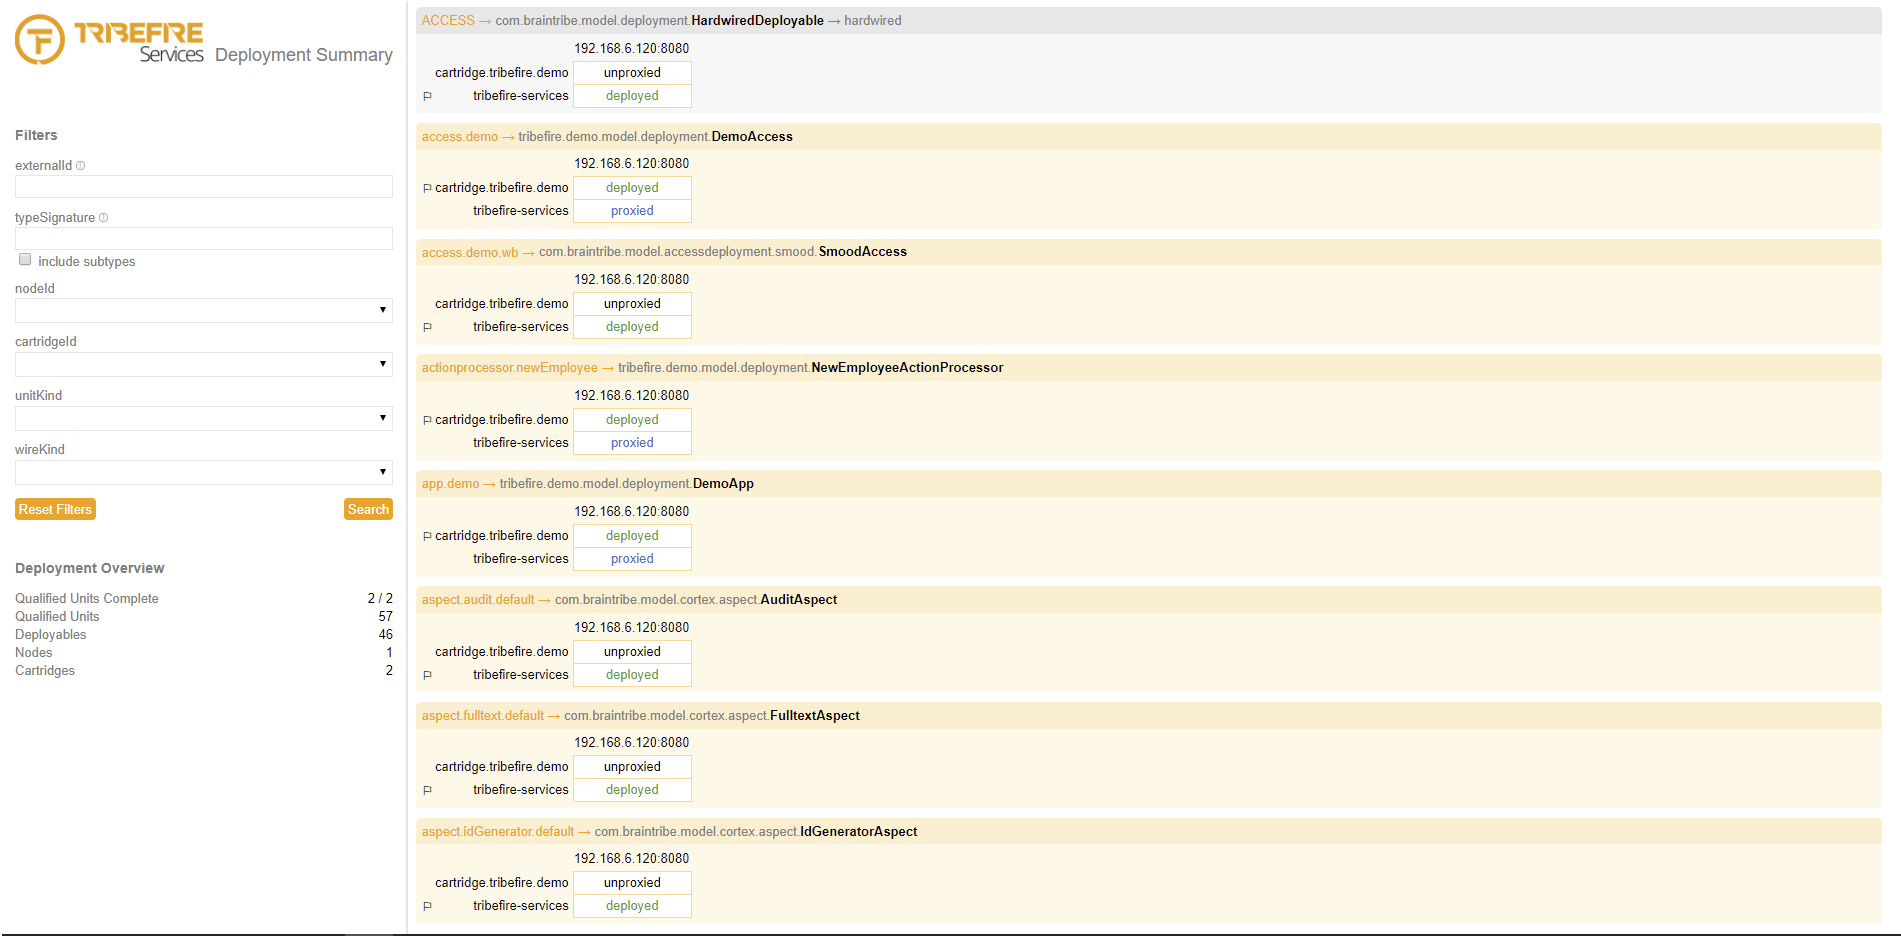 TRIBEFIRE
Services Deployment Summary
Filters
externalId
typeSignature
include subtypes
nodeId
cartridgeId
unitKind
wireKind
Reset Filters Search
Deployment Overview
Qualified Units Complete 2 / 2
Qualified Units 57
Deployables 46
Nodes 1
Cartridges 2
ACCESS → com.braintribe.model.deployment.HardwiredDeployable → hardwired
192.168.6.120:8080
cartridge.tribefire.demo unproxied
tribefire-services deployed
access.demo → tribefire.demo.model.deployment.DemoAccess
192.168.6.120:8080
cartridge.tribefire.demo deployed
tribefire-services proxied
access.demo.wb → com.braintribe.model.accessdeployment.smood.SmoodAccess
192.168.6.120:8080
cartridge.tribefire.demo unproxied
tribefire-services deployed
actionprocessor.newEmployee → tribefire.demo.model.deployment.NewEmployeeActionProcessor
192.168.6.120:8080
cartridge.tribefire.demo deployed
tribefire-services proxied
app.demo → tribefire.demo.model.deployment.DemoApp
192.168.6.120:8080
cartridge.tribefire.demo deployed
tribefire-services proxied
aspect.audit.default → com.braintribe.model.cortex.aspect.AuditAspect
192.168.6.120:8080
cartridge.tribefire.demo unproxied
tribefire-services deployed
aspect.fulltext.default → com.braintribe.model.cortex.aspect.FulltextAspect
192.168.6.120:8080
cartridge.tribefire.demo unproxied
tribefire-services deployed
aspect.idGenerator.default → com.braintribe.model.cortex.aspect.IdGeneratorAspect
192.168.6.120:8080
cartridge.tribefire.demo unproxied
tribefire-services deployed